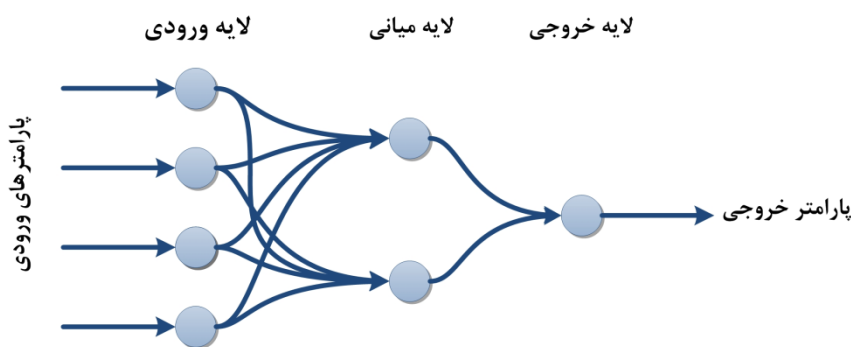 لایه ورودی
لایه میانی
لایه خروجی
پارامترهای ورودی
پارامتر خروجی